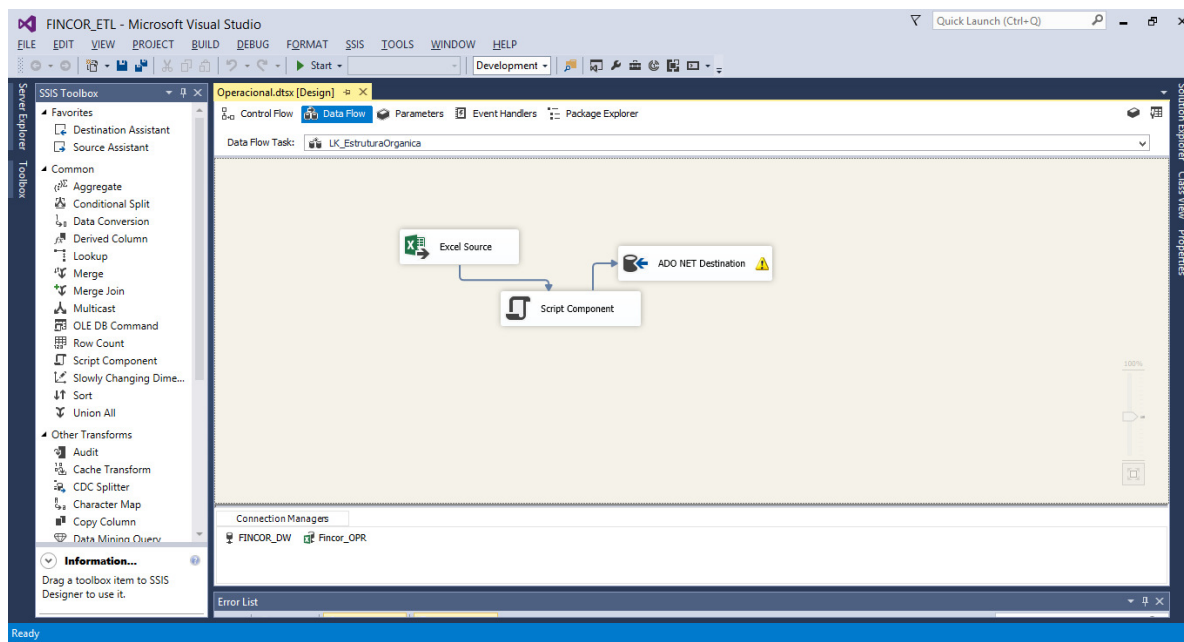 FINCOR_ETL - Microsoft Visual Studio
Quick Launch (Ctrl+Q)
FILE EDIT VIEW PROJECT BUILD DEBUG FORMAT SSIS TOOLS WINDOW HELP
Start
Development
Server Explorer
Toolbox
SSIS Toolbox
Favorites
Destination Assistant
Source Assistant
Common
Aggregate
Conditional Split
Data Conversion
Derived Column
Lookup
Merge
Merge Join
Multicast
OLE DB Command
Row Count
Script Component
Slowly Changing Dime...
Sort
Union All
Other Transforms
Audit
Cache Transform
CDC Splitter
Character Map
Copy Column
Data Mining Query
Information...
Drag a toolbox item to SSIS
Designer to use it.
Operacional.dtsx [Design]
Control Flow Data Flow Parameters Event Handlers Package Explorer
Data Flow Task: LK_EstruturaOrganica
Excel Source
ADO NET Destination
Script Component
100%
Connection Managers
FINCOR_DW Fincor_OPR
Error List
Solution Explorer
Class View
Properties
Ready